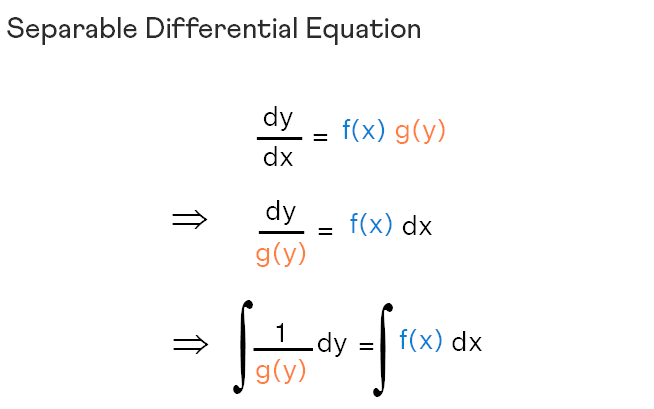 Separable Differential Equation
dy
dx
= f(x) g(y)
⇒ dy
g(y)
= f(x) dx
⇒ ∫ 1
g(y)
dy = ∫ f(x) dx